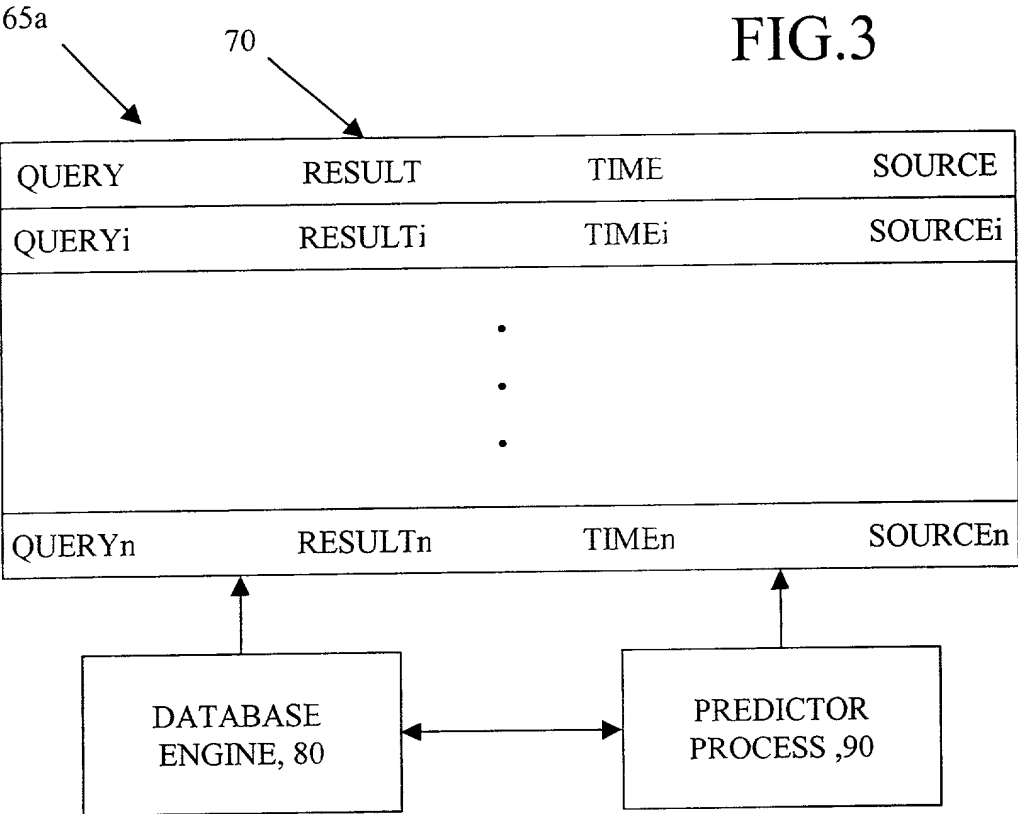 65a
70
FIG.3
QUERY RESULT TIME SOURCE
QUERYi RESULTi TIMEi SOURCEi
QUERYn RESULTn TIMEn SOURCEn
DATABASE
ENGINE, 80
PREDICTOR
PROCESS ,90